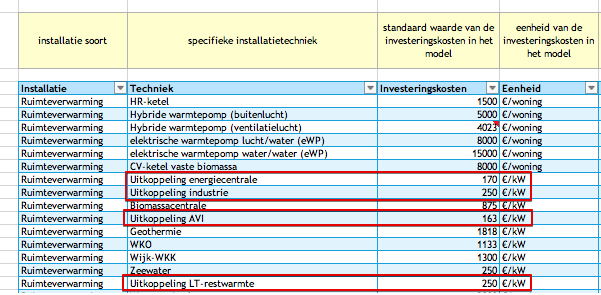 installatie soort specifieke installatietechniek standaard waarde van de investeringskosten in het model eenheid van de investeringskosten in het model
Installatie Techniek Investeringskosten Eenheid
Ruimteverwarming HR-ketel 1500 €/woning
Ruimteverwarming Hybride warmtepomp (buitenlucht) 5000 €/woning
Ruimteverwarming Hybride warmtepomp (ventilatielucht) 4023 €/woning
Ruimteverwarming elektrische warmtepomp lucht/water (eWP) 8000 €/woning
Ruimteverwarming elektrische warmtepomp water/water (eWP) 15000 €/woning
Ruimteverwarming CV-ketel vaste biomassa 8000 €/woning
Ruimteverwarming Uitkoppeling energiecentrale 170 €/kW
Ruimteverwarming Uitkoppeling industrie 250 €/kW
Ruimteverwarming Biomassacentrale 875 €/kW
Ruimteverwarming Uitkoppeling AVI 163 €/kW
Ruimteverwarming Geothermie 1818 €/kW
Ruimteverwarming WKO 1133 €/kW
Ruimteverwarming Wijk-WKK 1300 €/kW
Ruimteverwarming Zeewater 250 €/kW
Ruimteverwarming Uitkoppeling LT-restwarmte 250 €/kW